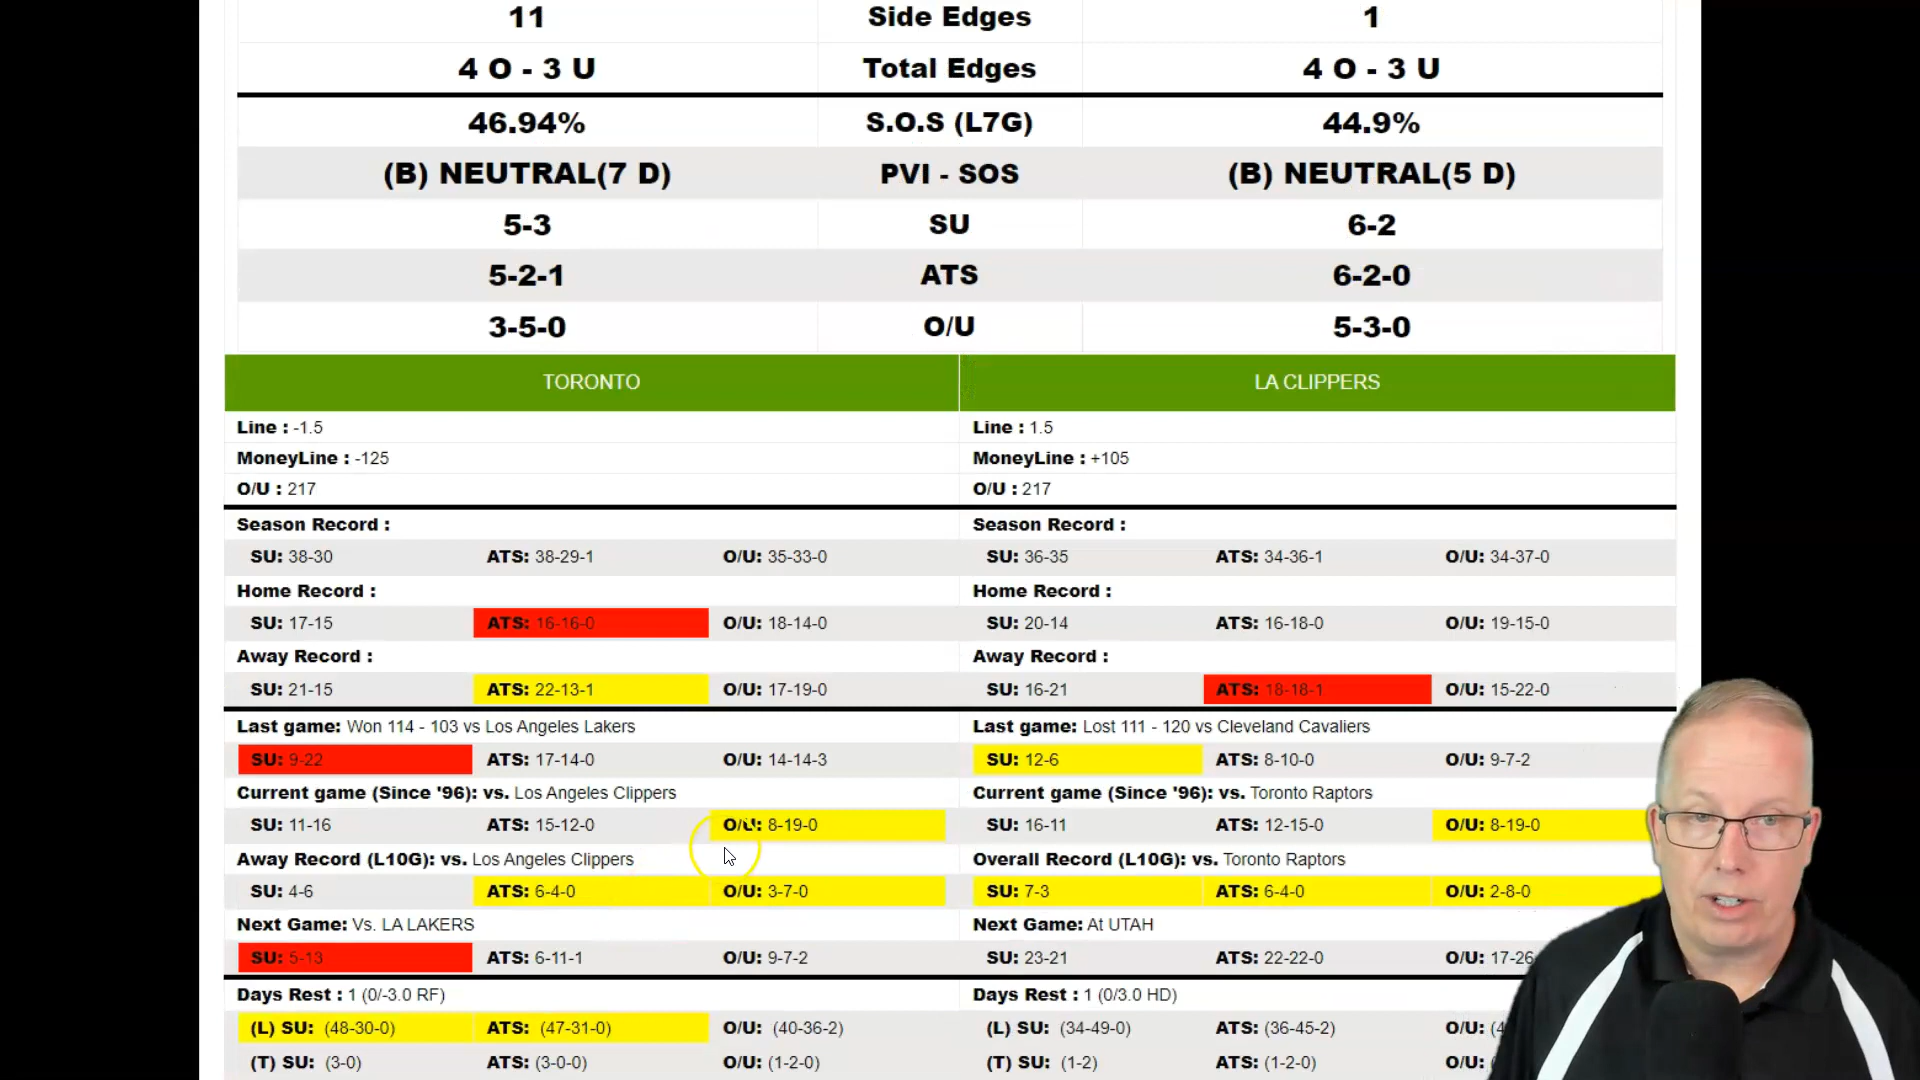 11 Side Edges 1
4 O - 3 U Total Edges 4 O - 3 U
46.94% S.O.S (L7G) 44.9%
(B) NEUTRAL(7 D) PVI - SOS (B) NEUTRAL(5 D)
5-3 SU 6-2
5-2-1 ATS 6-2-0
3-5-0 O/U 5-3-0
TORONTO LA CLIPPERS
Line : -1.5 Line : 1.5
MoneyLine : -125 MoneyLine : +105
O/U : 217 O/U : 217
Season Record : Season Record :
SU: 38-30 ATS: 38-29-1 O/U: 35-33-0 SU: 36-35 ATS: 34-36-1 O/U: 34-37-0
Home Record : Home Record :
SU: 17-15 ATS: 16-16-0 O/U: 18-14-0 SU: 20-14 ATS: 16-18-0 O/U: 19-15-0
Away Record : Away Record :
SU: 21-15 ATS: 22-13-1 O/U: 17-19-0 SU: 16-21 ATS: 18-18-1 O/U: 15-22-0
Last game: Won 114 - 103 vs Los Angeles Lakers Last game: Lost 111 - 120 vs Cleveland Cavaliers
SU: 9-22 ATS: 17-14-0 O/U: 14-14-3 SU: 12-6 ATS: 8-10-0 O/U: 9-7-2
Current game (Since '96): vs. Los Angeles Clippers Current game (Since '96): vs. Toronto Raptors
SU: 11-16 ATS: 15-12-0 O/U: 8-19-0 SU: 16-11 ATS: 12-15-0 O/U: 8-19-0
Away Record (L10G): vs. Los Angeles Clippers Overall Record (L10G): vs. Toronto Raptors
SU: 4-6 ATS: 6-4-0 O/U: 3-7-0 SU: 7-3 ATS: 6-4-0 O/U: 2-8-0
Next Game: Vs. LA LAKERS Next Game: At UTAH
SU: 5-13 ATS: 6-11-1 O/U: 9-7-2 SU: 23-21 ATS: 22-22-0 O/U: 17-26
Days Rest : 1 (0/-3.0 RF) Days Rest : 1 (0/3.0 HD)
(L) SU: (48-30-0) ATS: (47-31-0) O/U: (40-36-2) (L) SU: (34-49-0) ATS: (36-45-2) O/U:
(T) SU: (3-0) ATS: (3-0-0) O/U: (1-2-0) (T) SU: (1-2) ATS: (1-2-0) O/U: